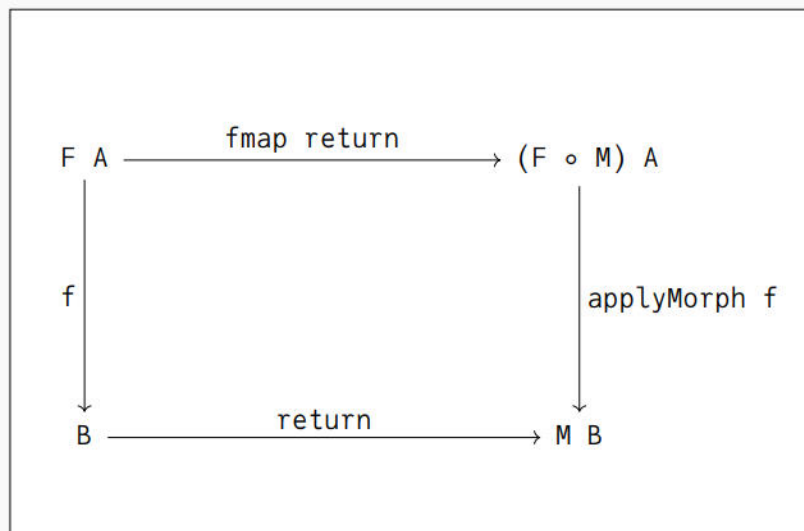 fmap return
F A (F ∘ M) A
f applyMorph f
return
B M B